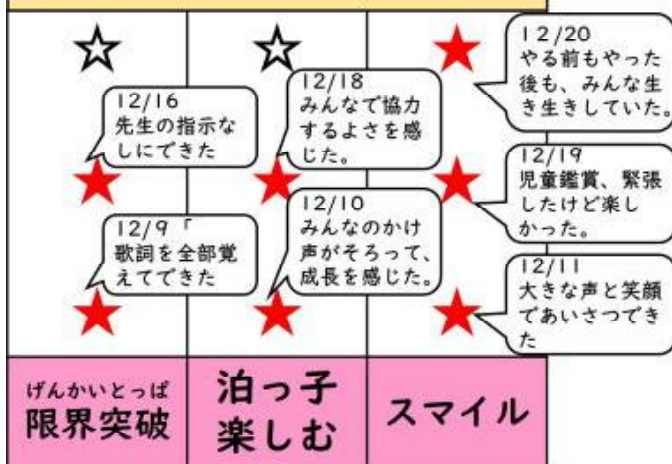 12/16
先生の指示な
しにできた
12/9「
歌詞を全部覚
えてできた
12/18
みんなで協力
するよさを感
じた。
12/10
みんなのかけ
声がそろって、
成長を感じた。
12/20
やる前もやった
後も、みんな生
き生きしていた。
12/19
児童鑑賞、緊張
したけど楽し
かった。
12/11
大きな声と笑顔
であいさつでき
た
げんかいとっぱ
限界突破
泊っ子
楽しむ
スマイル